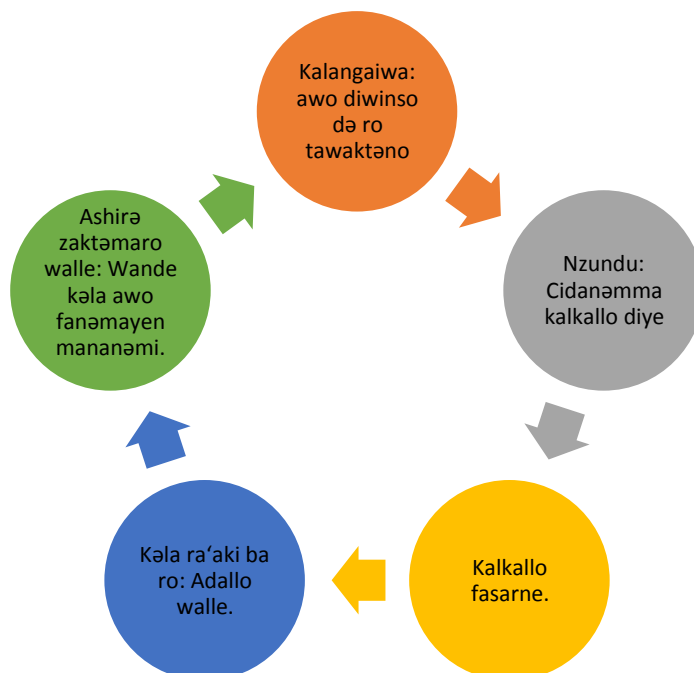 Kalangaiwa:
awo diwinso
də ro
tawaktəno
Nzundu:
Cidanəmma
kalkallo diye
Kalkallo
fasarne.
Kəla ra‘aki ba
ro: Adallo
walle.
Ashirə
zaktəmaro
walle: Wande
kəla awo
fanəmayen
mananəmi.